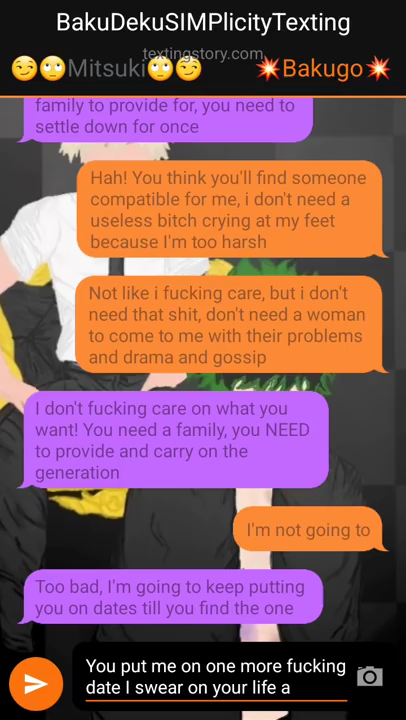 BakuDekuSIMPlicityTexting
textingstory.com
😏🙄Mitsuki🙄😏
💥Bakugo💥
family to provide for, you need to
settle down for once
Hah! You think you'll find someone
compatible for me, i don't need a
useless bitch crying at my feet
because I'm too harsh
Not like i fucking care, but i don't
need that shit, don't need a woman
to come to me with their problems
and drama and gossip
I don't fucking care on what you
want! You need a family, you NEED
to provide and carry on the
generation
I'm not going to
Too bad, I'm going to keep putting
you on dates till you find the one
You put me on one more fucking
date I swear on your life a